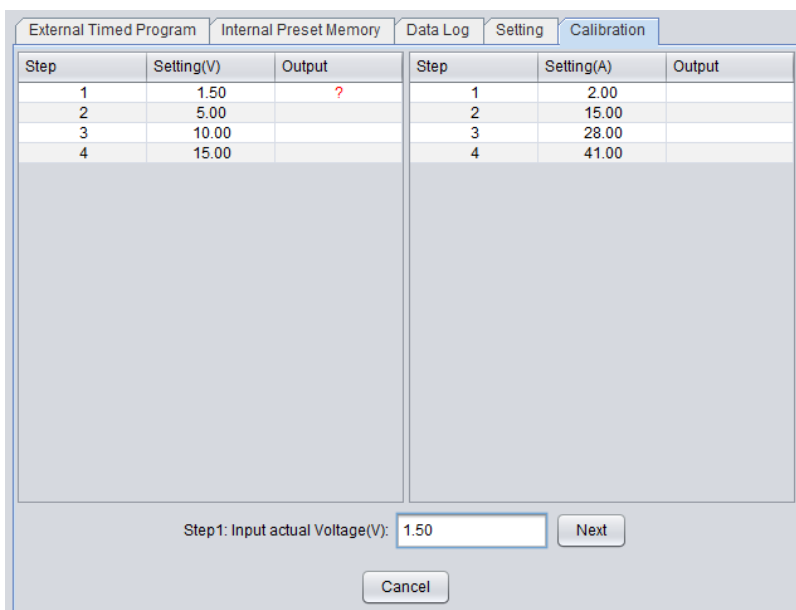 External Timed Program Internal Preset Memory Data Log Setting Calibration
Step Setting(V) Output Step Setting(A) Output
1 1.50 ? 1 2.00
2 5.00 2 15.00
3 10.00 3 28.00
4 15.00 4 41.00
Step1: Input actual Voltage(V): 1.50 Next
Cancel